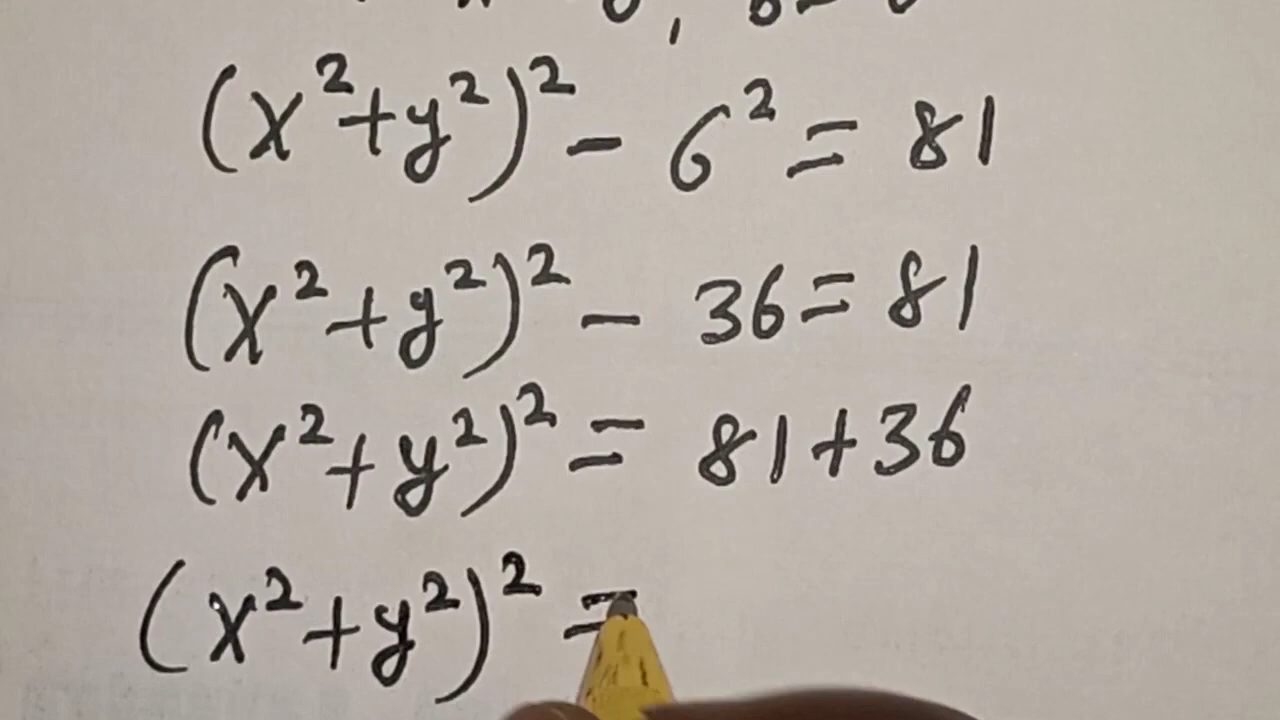 (x²+y²)² - 6² = 81
(x²+y²)² - 36 = 81
(x²+y²)² = 81+36
(x²+y²)² =